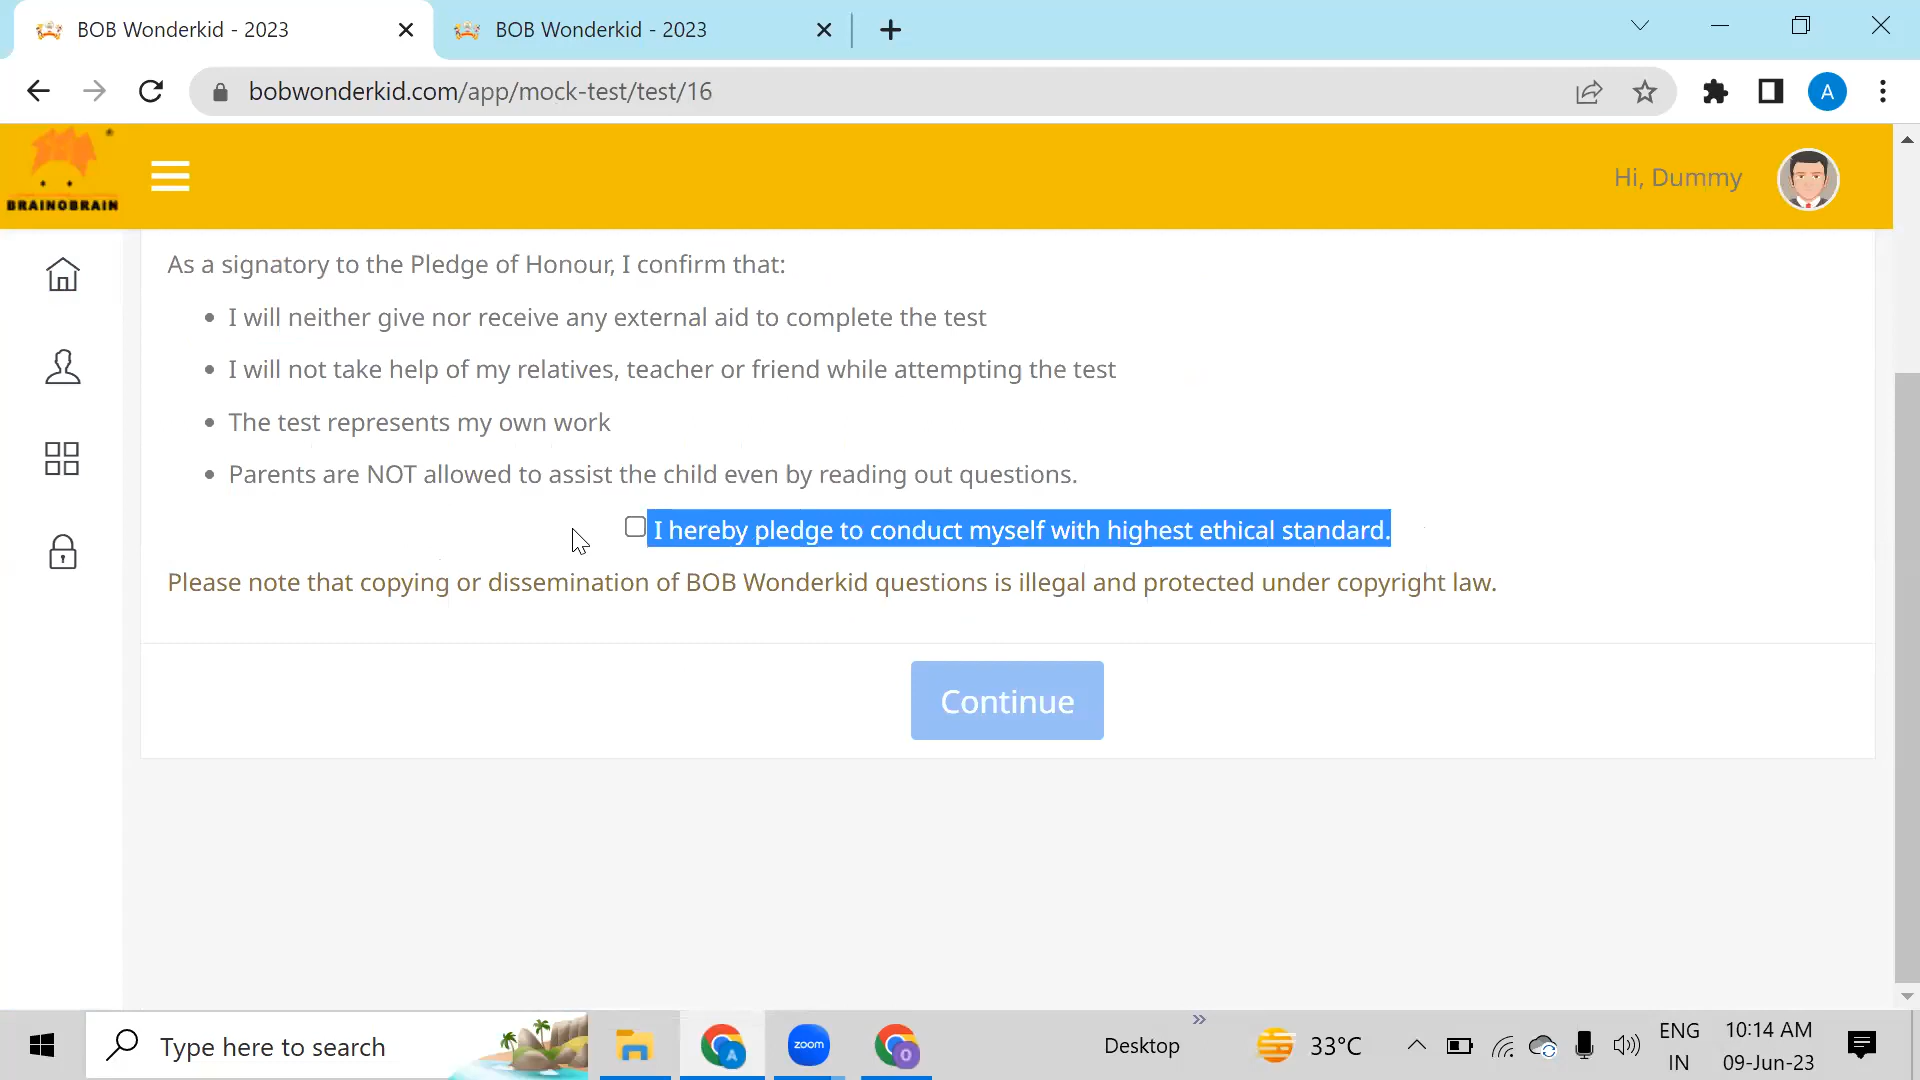 BOB Wonderkid - 2023
BOB Wonderkid - 2023
bobwonderkid.com/app/mock-test/test/16
A
BRAINOBRAIN
Hi, Dummy
As a signatory to the Pledge of Honour, I confirm that:
I will neither give nor receive any external aid to complete the test
I will not take help of my relatives, teacher or friend while attempting the test
The test represents my own work
Parents are NOT allowed to assist the child even by reading out questions.
I hereby pledge to conduct myself with highest ethical standard.
Please note that copying or dissemination of BOB Wonderkid questions is illegal and protected under copyright law.
Continue
Type here to search
A
zoom
O
Desktop
33°C
ENG
IN
10:14 AM
09-Jun-23